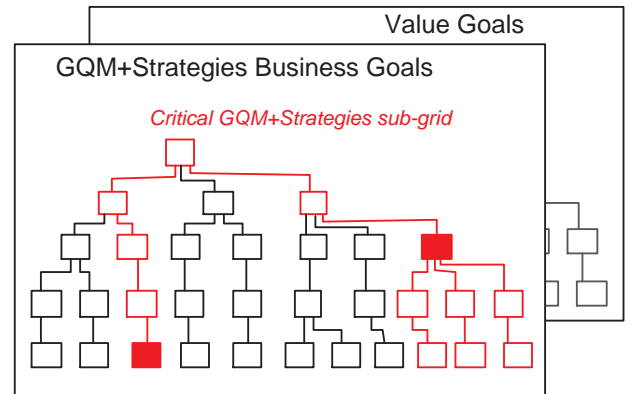 Value Goals
GQM+Strategies Business Goals
Critical GQM+Strategies sub-grid